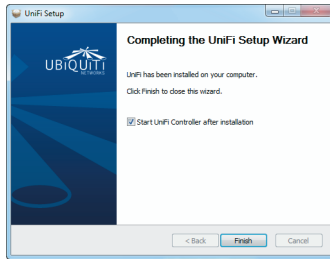 UniFi Setup
Completing the UniFi Setup Wizard
UBIQUITI
NETWORKS
UniFi has been installed on your computer.
Click Finish to close this wizard.
Start UniFi Controller after installation
< Back
Finish
Cancel